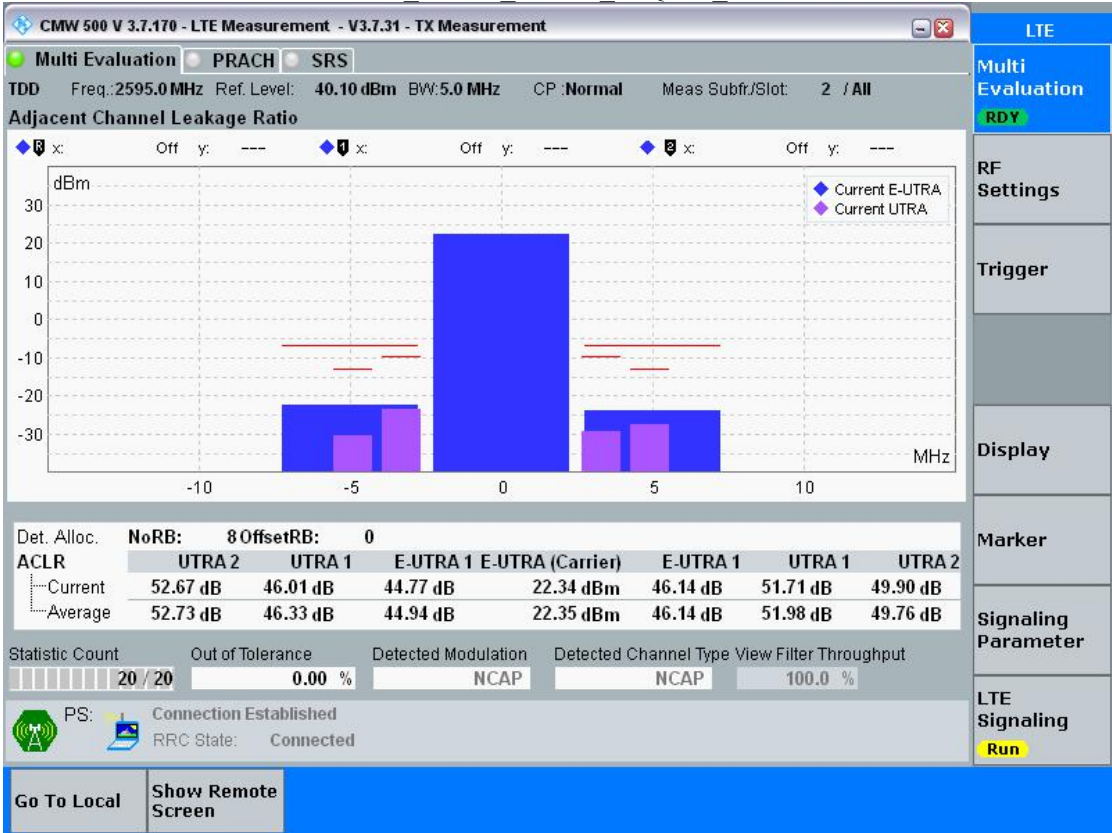 CMW 500 V 3.7.170 - LTE Measurement - V3.7.31 - TX Measurement
LTE
Multi Evaluation PRACH SRS
TDD Freq.:2595.0 MHz Ref. Level: 40.10 dBm BW:5.0 MHz CP :Normal Meas Subfr./Slot: 2 / All
Adjacent Channel Leakage Ratio
R x: Off y: --- 1 x: Off y: --- 2 x: Off y: ---
dBm
Current E-UTRA
Current UTRA
30
20
10
0
-10
-20
-30
MHz
-10 -5 0 5 10
Det. Alloc. NoRB: 8 OffsetRB: 0
ACLR UTRA 2 UTRA 1 E-UTRA 1 E-UTRA (Carrier) E-UTRA 1 UTRA 1 UTRA 2
Current 52.67 dB 46.01 dB 44.77 dB 22.34 dBm 46.14 dB 51.71 dB 49.90 dB
Average 52.73 dB 46.33 dB 44.94 dB 22.35 dBm 46.14 dB 51.98 dB 49.76 dB
Statistic Count Out of Tolerance Detected Modulation Detected Channel Type View Filter Throughput
20 / 20 0.00 % NCAP NCAP 100.0 %
PS: Connection Established
RRC State: Connected
Multi
Evaluation
RDY
RF
Settings
Trigger
Display
Marker
Signaling
Parameter
LTE
Signaling
Run
Go To Local
Show Remote
Screen